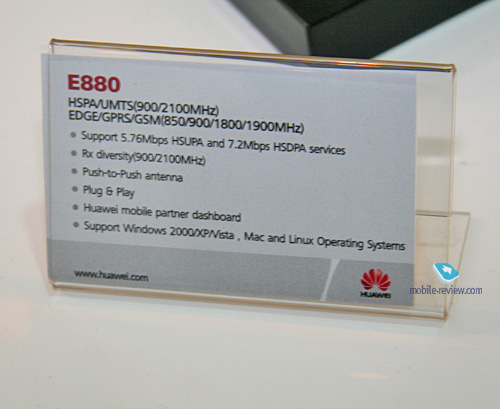 E880
HSPA/UMTS(900/2100MHz)
EDGE/GPRS/GSM(850/900/1800/1900MHz)
• Support 5.76Mbps HSUPA and 7.2Mbps HSDPA services
• Rx diversity(900/2100MHz)
• Push-to-Push antenna
• Plug & Play
• Huawei mobile partner dashboard
• Support Windows 2000/XP/Vista , Mac and Linux Operating Systems
www.huawei.com
HUAWEI
mobile-review.com